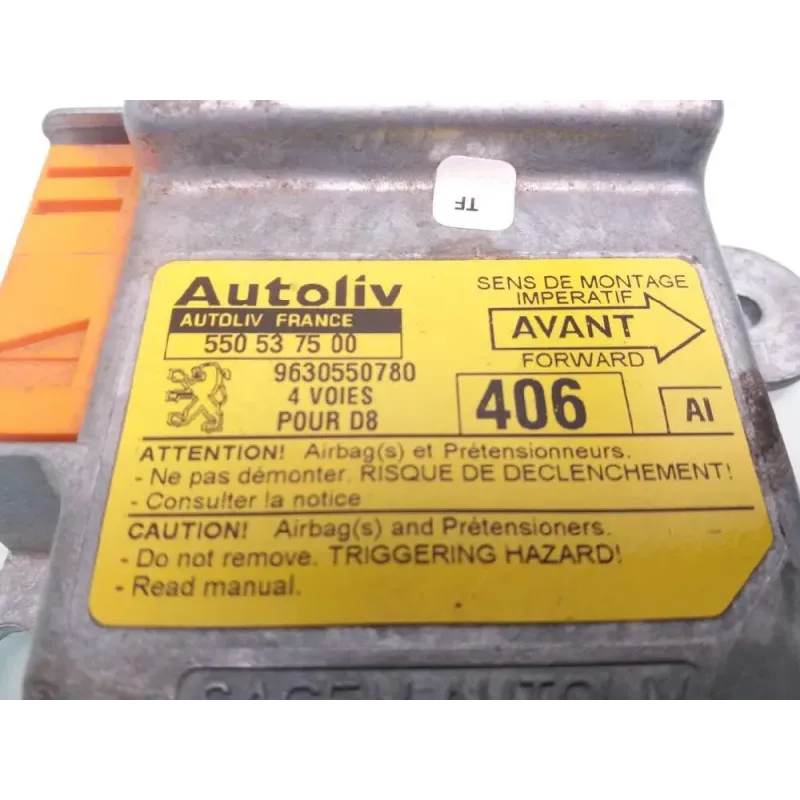 TF
Autoliv
AUTOLIV FRANCE
550 53 75 00
9630550780
4 VOIES
POUR D8
SENS DE MONTAGE
IMPERATIF
AVANT
FORWARD
406
AI
ATTENTION! Airbag(s) et Prétensionneurs.
- Ne pas démonter. RISQUE DE DECLENCHEMENT!
- Consulter la notice
CAUTION! Airbag(s) and Prétensioners.
- Do not remove. TRIGGERING HAZARD!
- Read manual.
SAGEM AUTOLIV